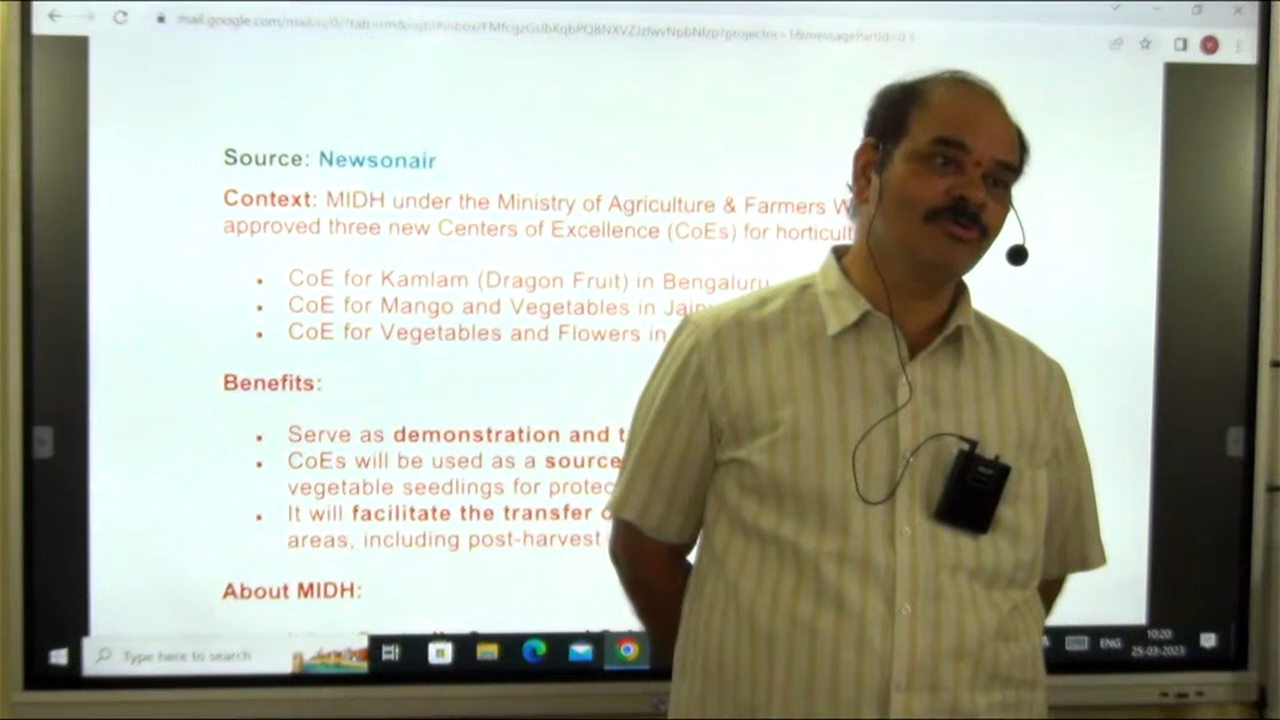 Source: Newsonair
Context: MIDH under the Ministry of Agriculture & Farmers W
approved three new Centers of Excellence (CoEs) for horticult
• CoE for Kamlam (Dragon Fruit) in Bengaluru
• CoE for Mango and Vegetables in Jaip
• CoE for Vegetables and Flowers in
Benefits:
• Serve as demonstration and t
• CoEs will be used as a source
vegetable seedlings for protec
• It will facilitate the transfer o
areas, including post-harvest
About MIDH:
Type here to search
ENG
10:20
25-03-2023